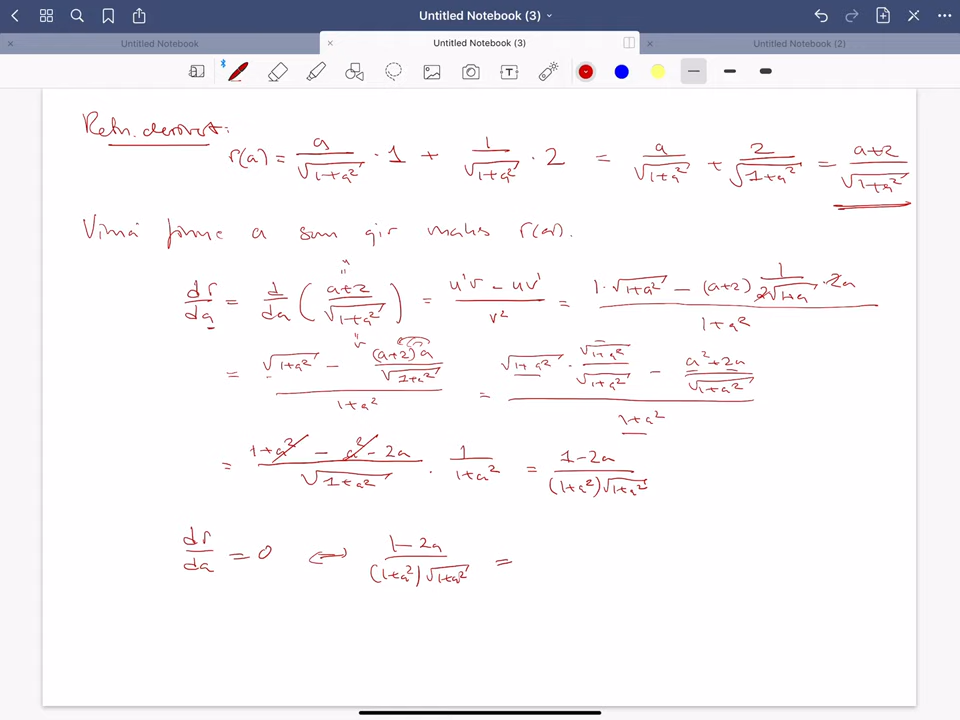 Untitled Notebook (3)
Untitled Notebook
Untitled Notebook (3)
Untitled Notebook (2)
Retn. derivert:
r(a) = a/√(1+a²) · 1 + 1/√(1+a²) · 2 = a/√(1+a²) + 2/√(1+a²) = (a+2)/√(1+a²)
Vi må finne a som gir maks r(a).
dr/da = d/da ((a+2)/√(1+a²)) = (u'v - uv')/v² = (1·√(1+a²) - (a+2) 1/(2√(1+a)) · 2a)/(1+a²)
= (√(1+a²) - (a+2)a/√(1+a²))/(1+a²) = (√(1+a²) · √(1+a²)/√(1+a²) - (a²+2a)/√(1+a²))/(1+a²)
= (1+a² - a² - 2a)/√(1+a²) · 1/(1+a²) = (1-2a)/((1+a²)√(1+a²))
dr/da = 0 ⟺ (1-2a)/((1+a²)√(1+a²)) =